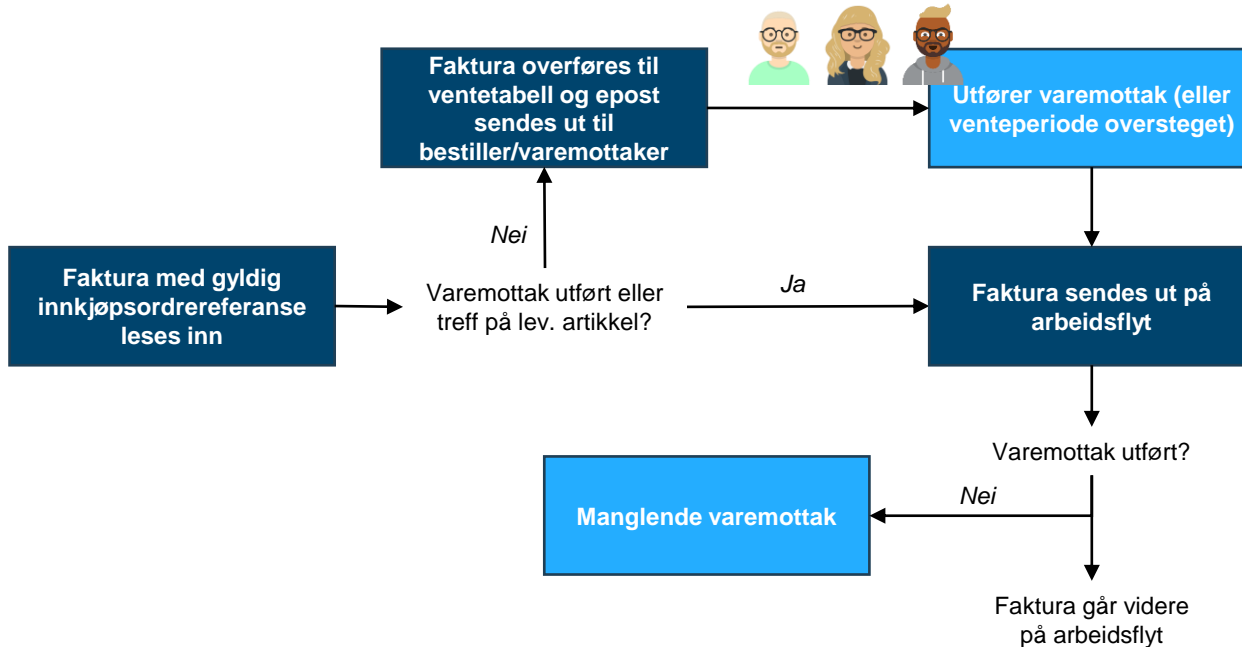 Faktura overføres til
ventetabell og epost
sendes ut til
bestiller/varemottaker
Utfører varemottak (eller
venteperiode oversteget)
Nei
Faktura med gyldig
innkjøpsordrereferanse
leses inn
Varemottak utført eller
treff på lev. artikkel?
Ja
Faktura sendes ut på
arbeidsflyt
Varemottak utført?
Nei
Manglende varemottak
Faktura går videre
på arbeidsflyt